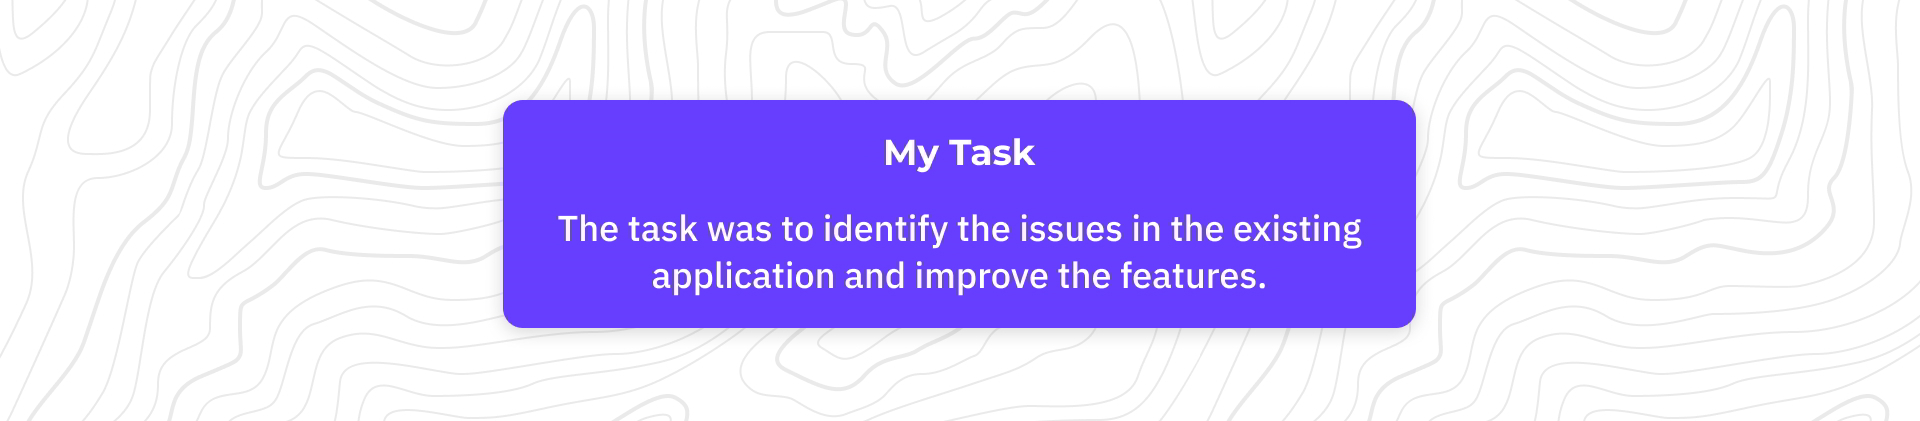 My Task
The task was to identify the issues in the existing
application and improve the features.